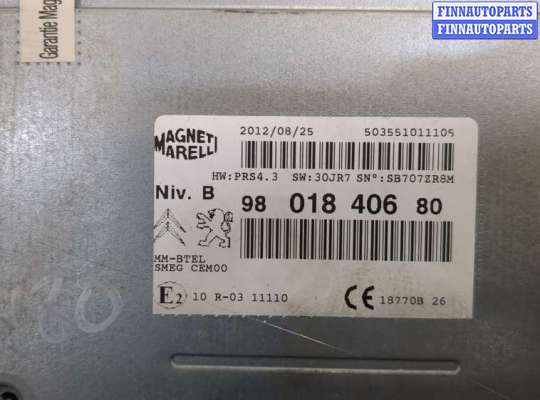 FINNAUTOPARTS
FINNAUTOPARTS
Garantie Mag
MAGNETI
MARELLI
2012/08/25 503551011105
HW:PRS4.3 SW:30JR7 SN°:SB707ZR8M
Niv. B 98 018 406 80
MM-BTEL
SMEG CEM00
E2 10 R-03 11110 CE 18770B 26